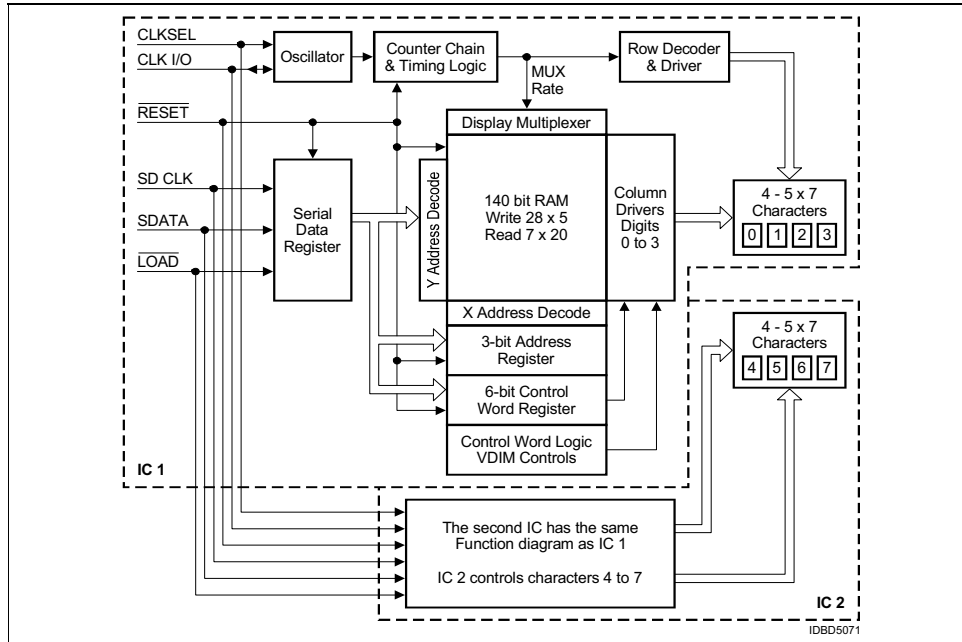 CLKSEL
CLK I/O
RESET
SD CLK
SDATA
LOAD
Oscillator
Counter Chain
& Timing Logic
MUX
Rate
Row Decoder
& Driver
Serial
Data
Register
Display Multiplexer
Y Address Decode
140 bit RAM
Write 28 x 5
Read 7 x 20
Column
Drivers
Digits
0 to 3
4 - 5 x 7
Characters
0 1 2 3
X Address Decode
3-bit Address
Register
6-bit Control
Word Register
Control Word Logic
VDIM Controls
4 - 5 x 7
Characters
4 5 6 7
IC 1
The second IC has the same
Function diagram as IC 1
IC 2 controls characters 4 to 7
IC 2
IDBD5071